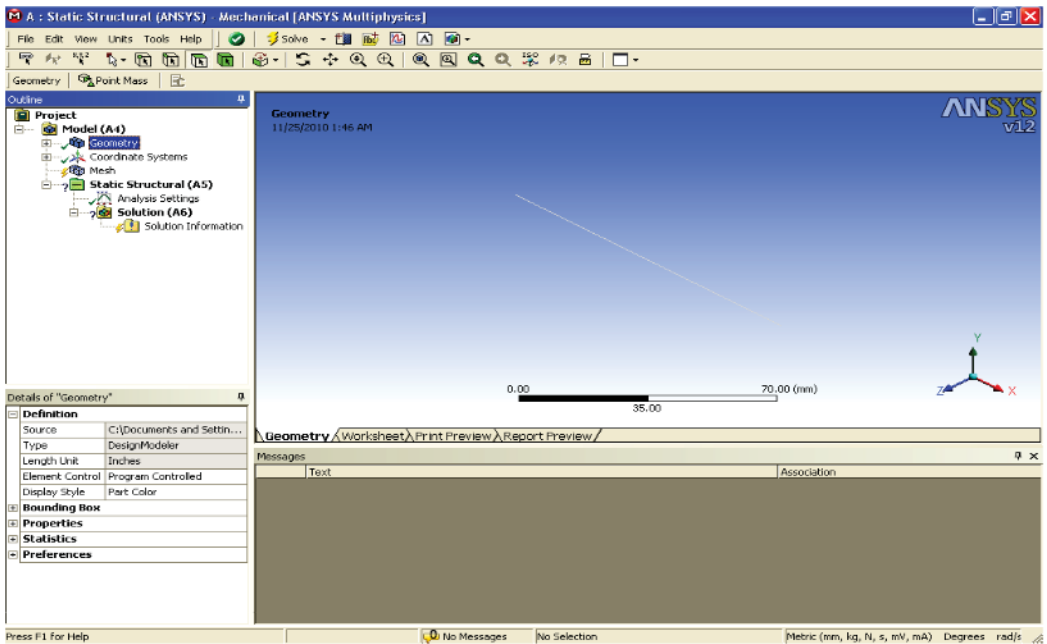 A : Static Structural (ANSYS) - Mechanical [ANSYS Multiphysics]
File Edit View Units Tools Help Solve
Geometry Point Mass
Outline
Project
Model (A4)
Geometry
Coordinate Systems
Mesh
Static Structural (A5)
Analysis Settings
Solution (A6)
Solution Information
Geometry
11/25/2010 1:46 AM
ANSYS
v12
Y
Z
X
0.00
70.00 (mm)
35.00
Geometry Worksheet Print Preview Report Preview
Details of "Geometry"
Definition
Source C:\Documents and Settin...
Type DesignModeler
Length Unit Inches
Element Control Program Controlled
Display Style Part Color
Bounding Box
Properties
Statistics
Preferences
Messages
Text Association
Press F1 for Help
No Messages
No Selection
Metric (mm, kg, N, s, mV, mA) Degrees rad/s